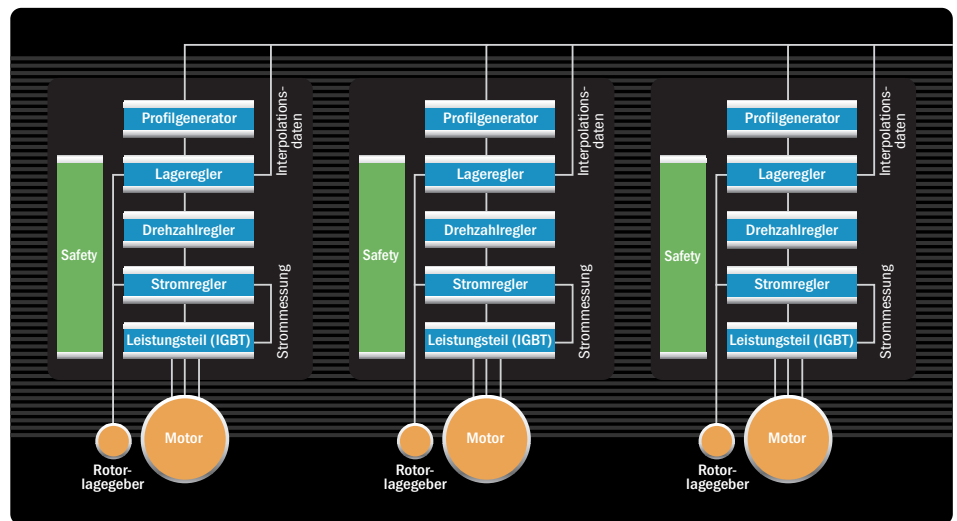 Profilgenerator
Lageregler
Drehzahlregler
Stromregler
Leistungsteil (IGBT)
Safety
Interpolations-
daten
Strommessung
Motor
Rotor-
lagegeber
Profilgenerator
Lageregler
Drehzahlregler
Stromregler
Leistungsteil (IGBT)
Safety
Interpolations-
daten
Strommessung
Motor
Rotor-
lagegeber
Profilgenerator
Lageregler
Drehzahlregler
Stromregler
Leistungsteil (IGBT)
Safety
Interpolations-
daten
Strommessung
Motor
Rotor-
lagegeber